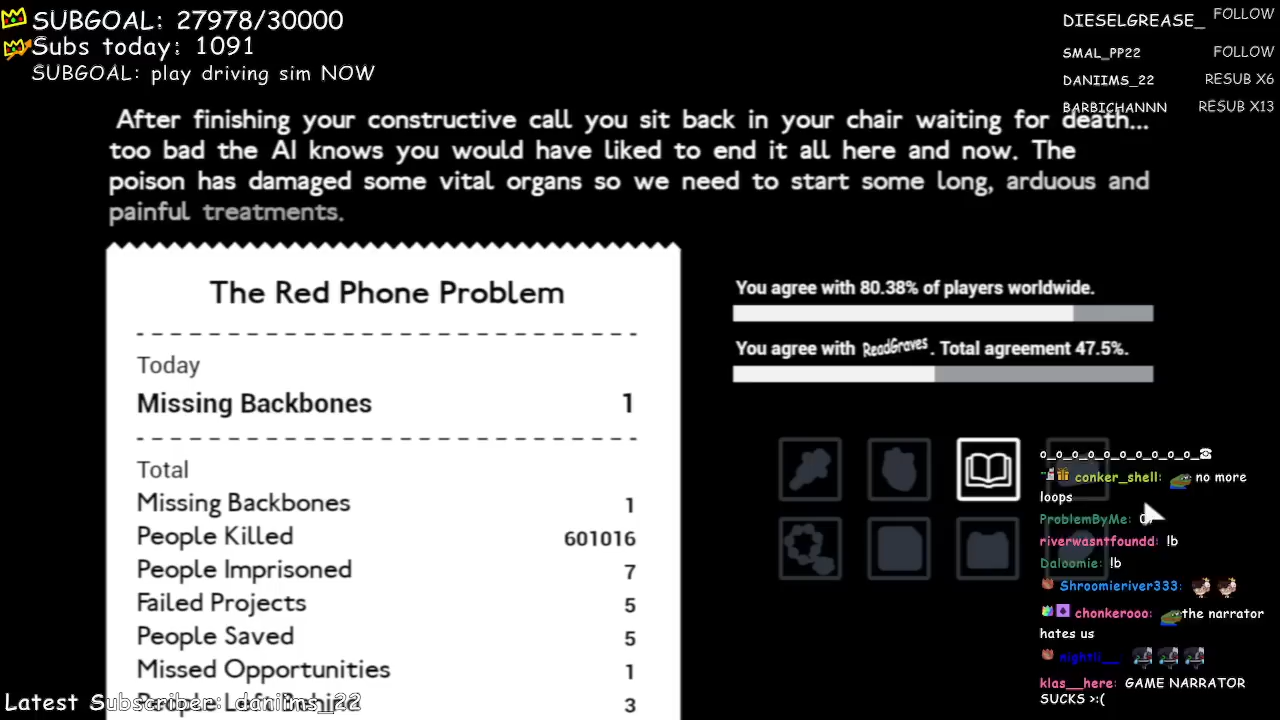 SUBGOAL: 27978/30000
Subs today: 1091
SUBGOAL: play driving sim NOW
DIESELGREASE_ FOLLOW
SMAL_PP22 FOLLOW
DANIIMS_22 RESUB X6
BARBICHANNN RESUB X13
After finishing your constructive call you sit back in your chair waiting for death...
too bad the AI knows you would have liked to end it all here and now. The
poison has damaged some vital organs so we need to start some long, arduous and
painful treatments.
The Red Phone Problem
Today
Missing Backbones 1
Total
Missing Backbones 1
People Killed 601016
People Imprisoned 7
Failed Projects 5
People Saved 5
Missed Opportunities 1
People Left Behind 3
You agree with 80.38% of players worldwide.
You agree with ReadGraves. Total agreement 47.5%.
o_o_o_o_o_o_o_o_o_o_☎
conker_shell: no more
loops
ProblemByMe:
riverwasntfoundd: !b
Daloomie: !b
Shroomieriver333:
chonkerooo: the narrator
hates us
nightli__
klas__here: GAME NARRATOR
SUCKS >:(
Latest Subscriber: daniims_22